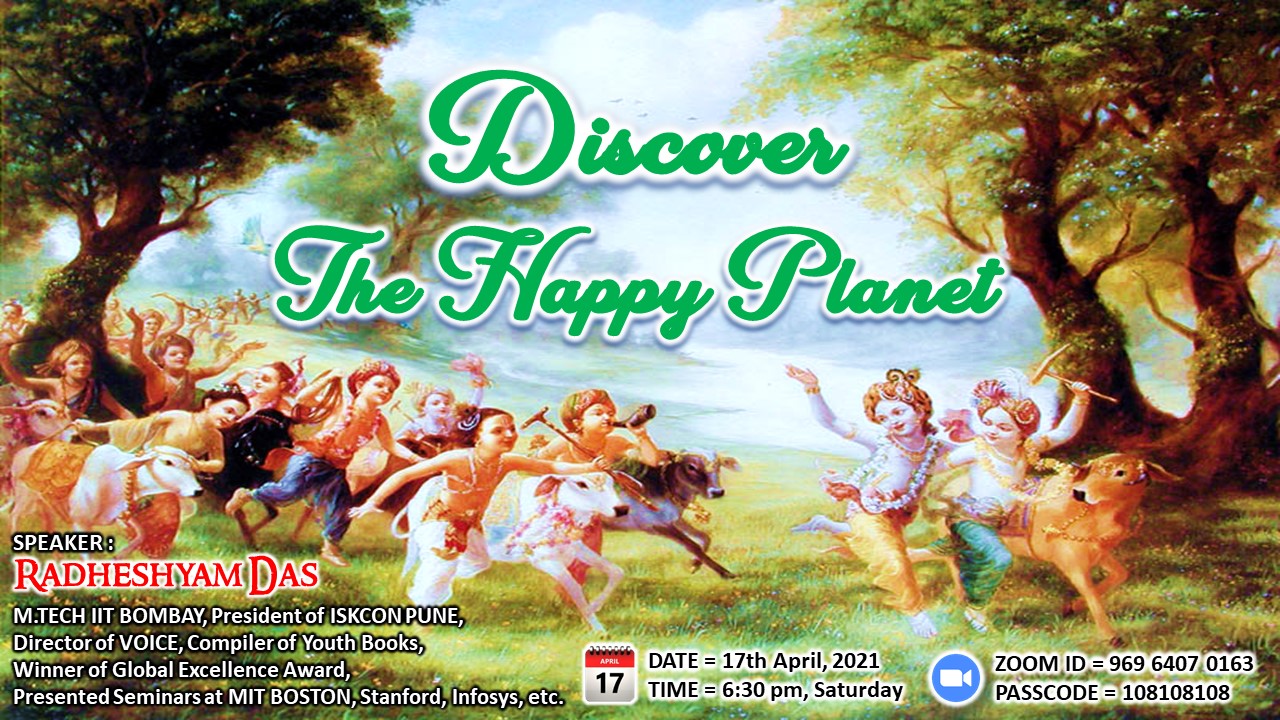 Discover
The Happy Planet
SPEAKER :
RADHESHYAM DAS
M.TECH IIT BOMBAY, President of ISKCON PUNE,
Director of VOICE, Compiler of Youth Books,
Winner of Global Excellence Award,
Presented Seminars at MIT BOSTON, Stanford, Infosys, etc.
APRIL
17
DATE = 17th April, 2021
TIME = 6:30 pm, Saturday
ZOOM ID = 969 6407 0163
PASSCODE = 108108108